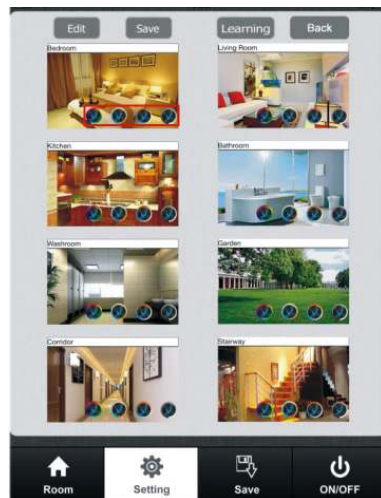 Edit Save Learning Back
Bedroom Living Room
Kitchen Bathroom
Washroom Garden
Corridor Stairway
Room Setting Save ON/OFF